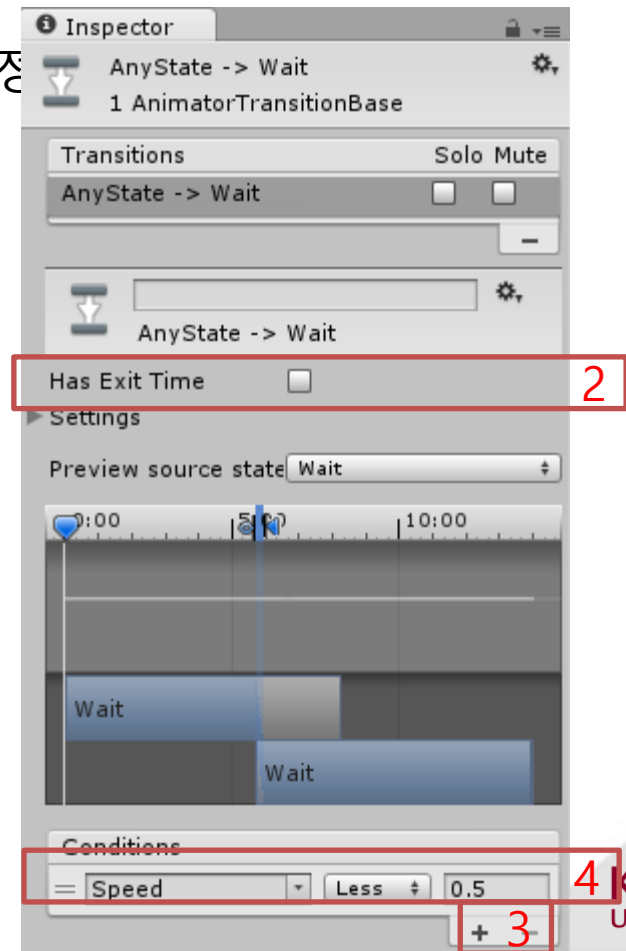 Inspector
정
AnyState -> Wait
1 AnimatorTransitionBase
Transitions Solo Mute
AnyState -> Wait
AnyState -> Wait
Has Exit Time 2
Settings
Preview source state Wait
0:00 10:00
Wait
Wait
Conditions
= Speed Less 0.5 4
+ 3 -